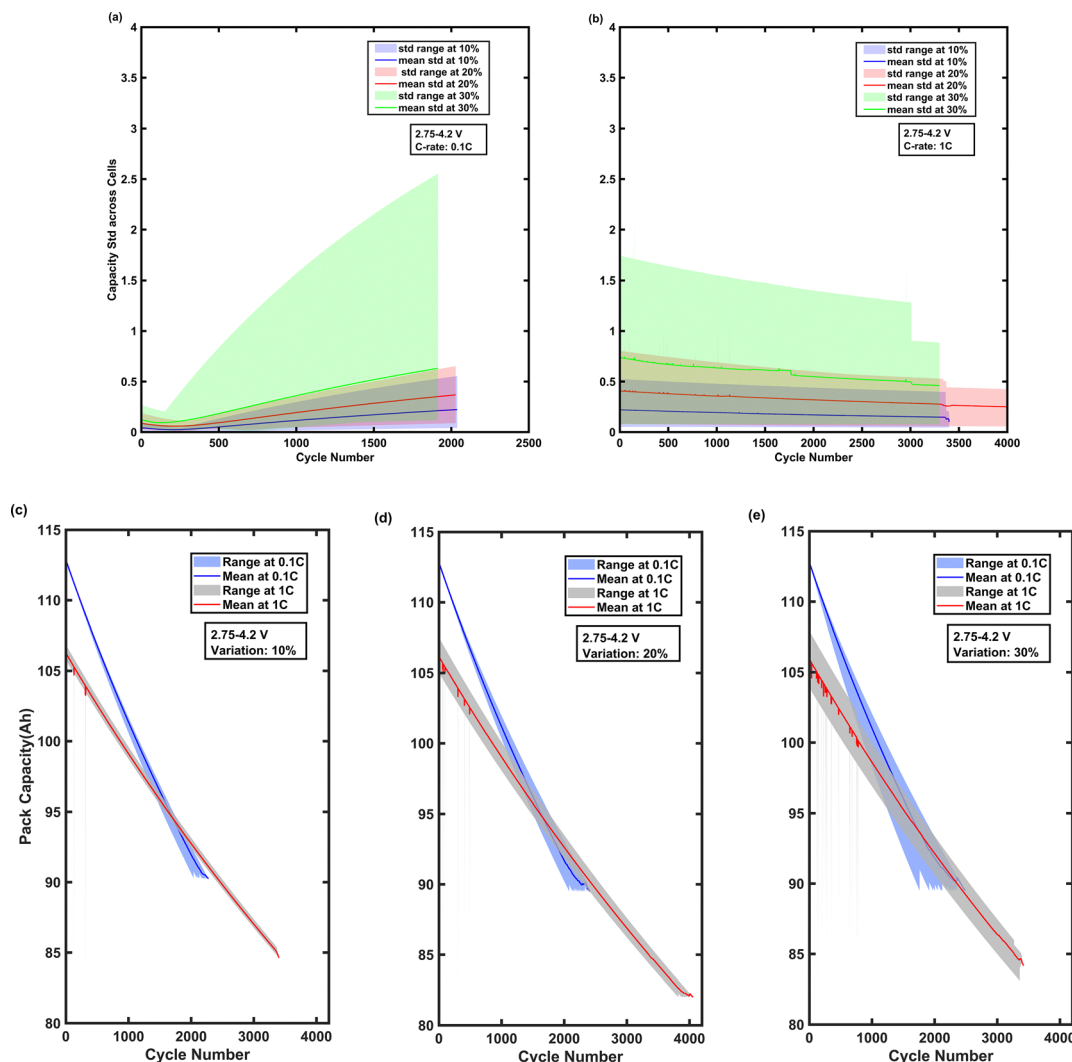 (a)
4
3.5
3
2.5
2
1.5
1
0.5
0
Capacity Std across Cells
std range at 10%
mean std at 10%
std range at 20%
mean std at 20%
std range at 30%
mean std at 30%
2.75-4.2 V
C-rate: 0.1C
0 500 1000 1500 2000 2500
Cycle Number
(b)
4
3.5
3
2.5
2
1.5
1
0.5
0
std range at 10%
mean std at 10%
std range at 20%
mean std at 20%
std range at 30%
mean std at 30%
2.75-4.2 V
C-rate: 1C
0 500 1000 1500 2000 2500 3000 3500 4000
Cycle Number
(c)
115
110
105
100
95
90
85
80
Pack Capacity(Ah)
Range at 0.1C
Mean at 0.1C
Range at 1C
Mean at 1C
2.75-4.2 V
Variation: 10%
0 1000 2000 3000 4000
Cycle Number
(d)
115
110
105
100
95
90
85
80
Range at 0.1C
Mean at 0.1C
Range at 1C
Mean at 1C
2.75-4.2 V
Variation: 20%
0 1000 2000 3000 4000
Cycle Number
(e)
115
110
105
100
95
90
85
80
Range at 0.1C
Mean at 0.1C
Range at 1C
Mean at 1C
2.75-4.2 V
Variation: 30%
0 1000 2000 3000 4000
Cycle Number